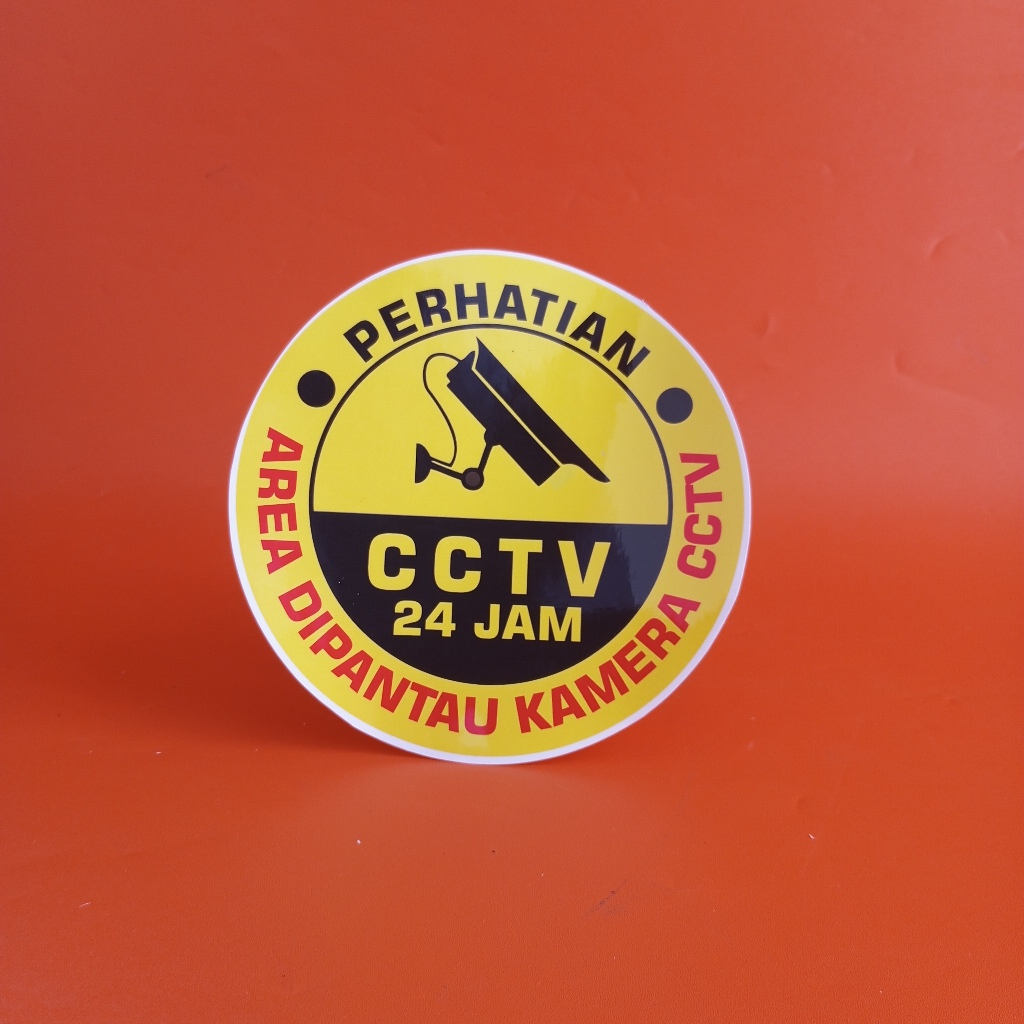 PERHATIAN
CCTV
24 JAM
AREA DIPANTAU KAMERA CCTV